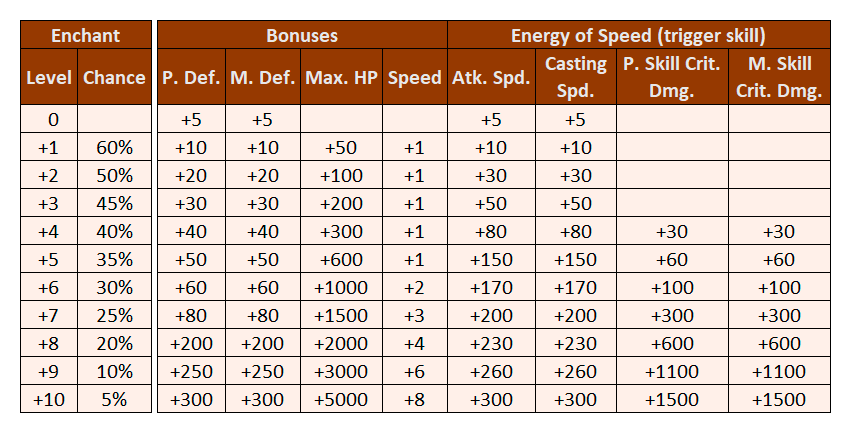 Enchant Bonuses Energy of Speed (trigger skill)
Level Chance P. Def. M. Def. Max. HP Speed Atk. Spd. Casting Spd. P. Skill Crit. Dmg. M. Skill Crit. Dmg.
0 +5 +5 +5 +5
+1 60% +10 +10 +50 +1 +10 +10
+2 50% +20 +20 +100 +1 +30 +30
+3 45% +30 +30 +200 +1 +50 +50
+4 40% +40 +40 +300 +1 +80 +80 +30 +30
+5 35% +50 +50 +600 +1 +150 +150 +60 +60
+6 30% +60 +60 +1000 +2 +170 +170 +100 +100
+7 25% +80 +80 +1500 +3 +200 +200 +300 +300
+8 20% +200 +200 +2000 +4 +230 +230 +600 +600
+9 10% +250 +250 +3000 +6 +260 +260 +1100 +1100
+10 5% +300 +300 +5000 +8 +300 +300 +1500 +1500